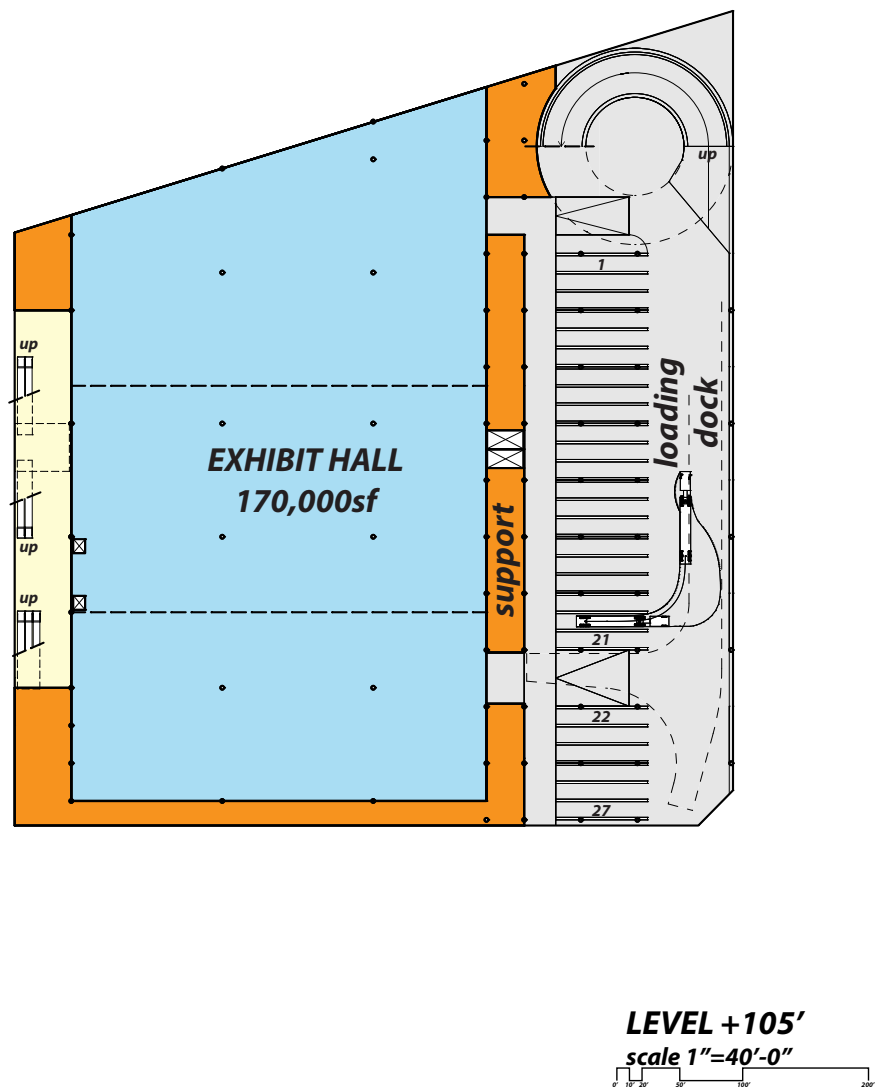 up
1
up
loading
dock
EXHIBIT HALL
170,000sf
support
up
up
21
22
27
LEVEL +105’
scale 1”=40’-0”
0’ 10’ 20’ 50’ 100’ 200’